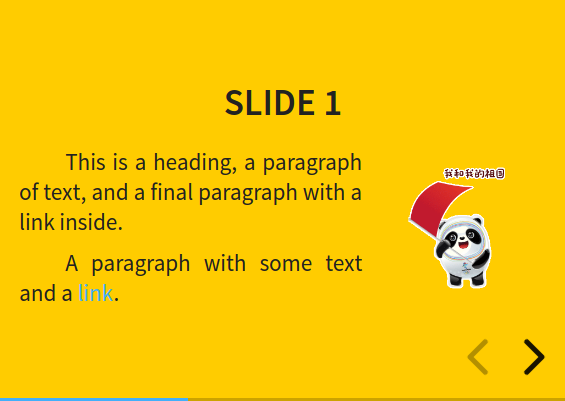 SLIDE 1
This is a heading, a paragraph
of text, and a final paragraph with a
link inside.
A paragraph with some text
and a link.
我和我的祖国